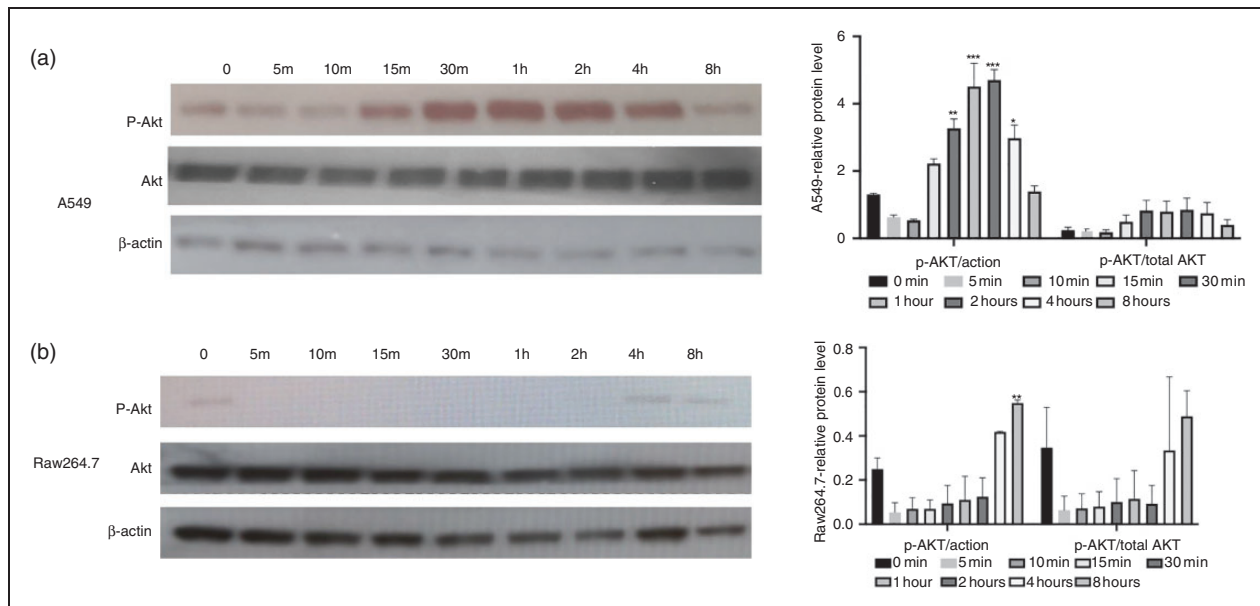 (a)
0 5m 10m 15m 30m 1h 2h 4h 8h
P-Akt
Akt
A549
β-actin
A549-relative protein level
6
4
2
0
** *** *** *
p-AKT/action p-AKT/total AKT
0 min 5 min 10 min 15 min 30 min
1 hour 2 hours 4 hours 8 hours
(b)
0 5m 10m 15m 30m 1h 2h 4h 8h
P-Akt
Raw264.7
Akt
β-actin
Raw264.7-relative protein level
0.8
0.6
0.4
0.2
0.0
**
p-AKT/action p-AKT/total AKT
0 min 5 min 10 min 15 min 30 min
1 hour 2 hours 4 hours 8 hours